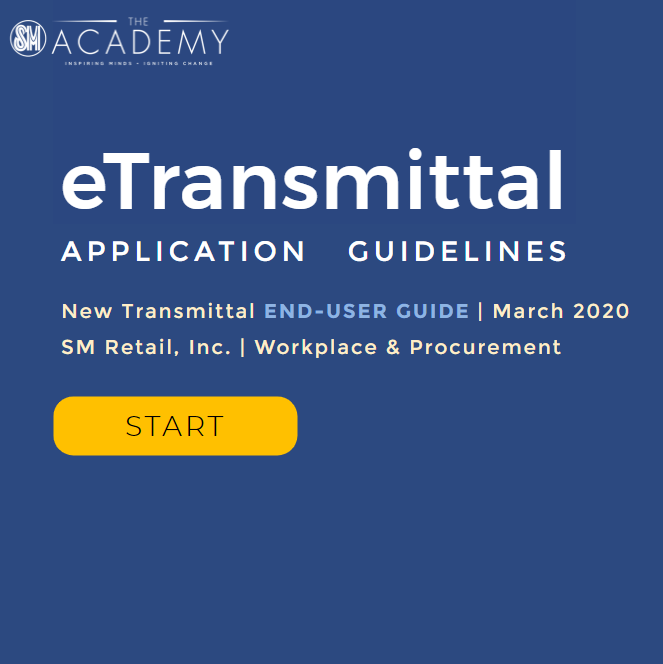 THE
SM ACADEMY
INSPIRING MINDS • IGNITING CHANGE
eTransmittal
APPLICATION GUIDELINES
New Transmittal END-USER GUIDE | March 2020
SM Retail, Inc. | Workplace & Procurement
START